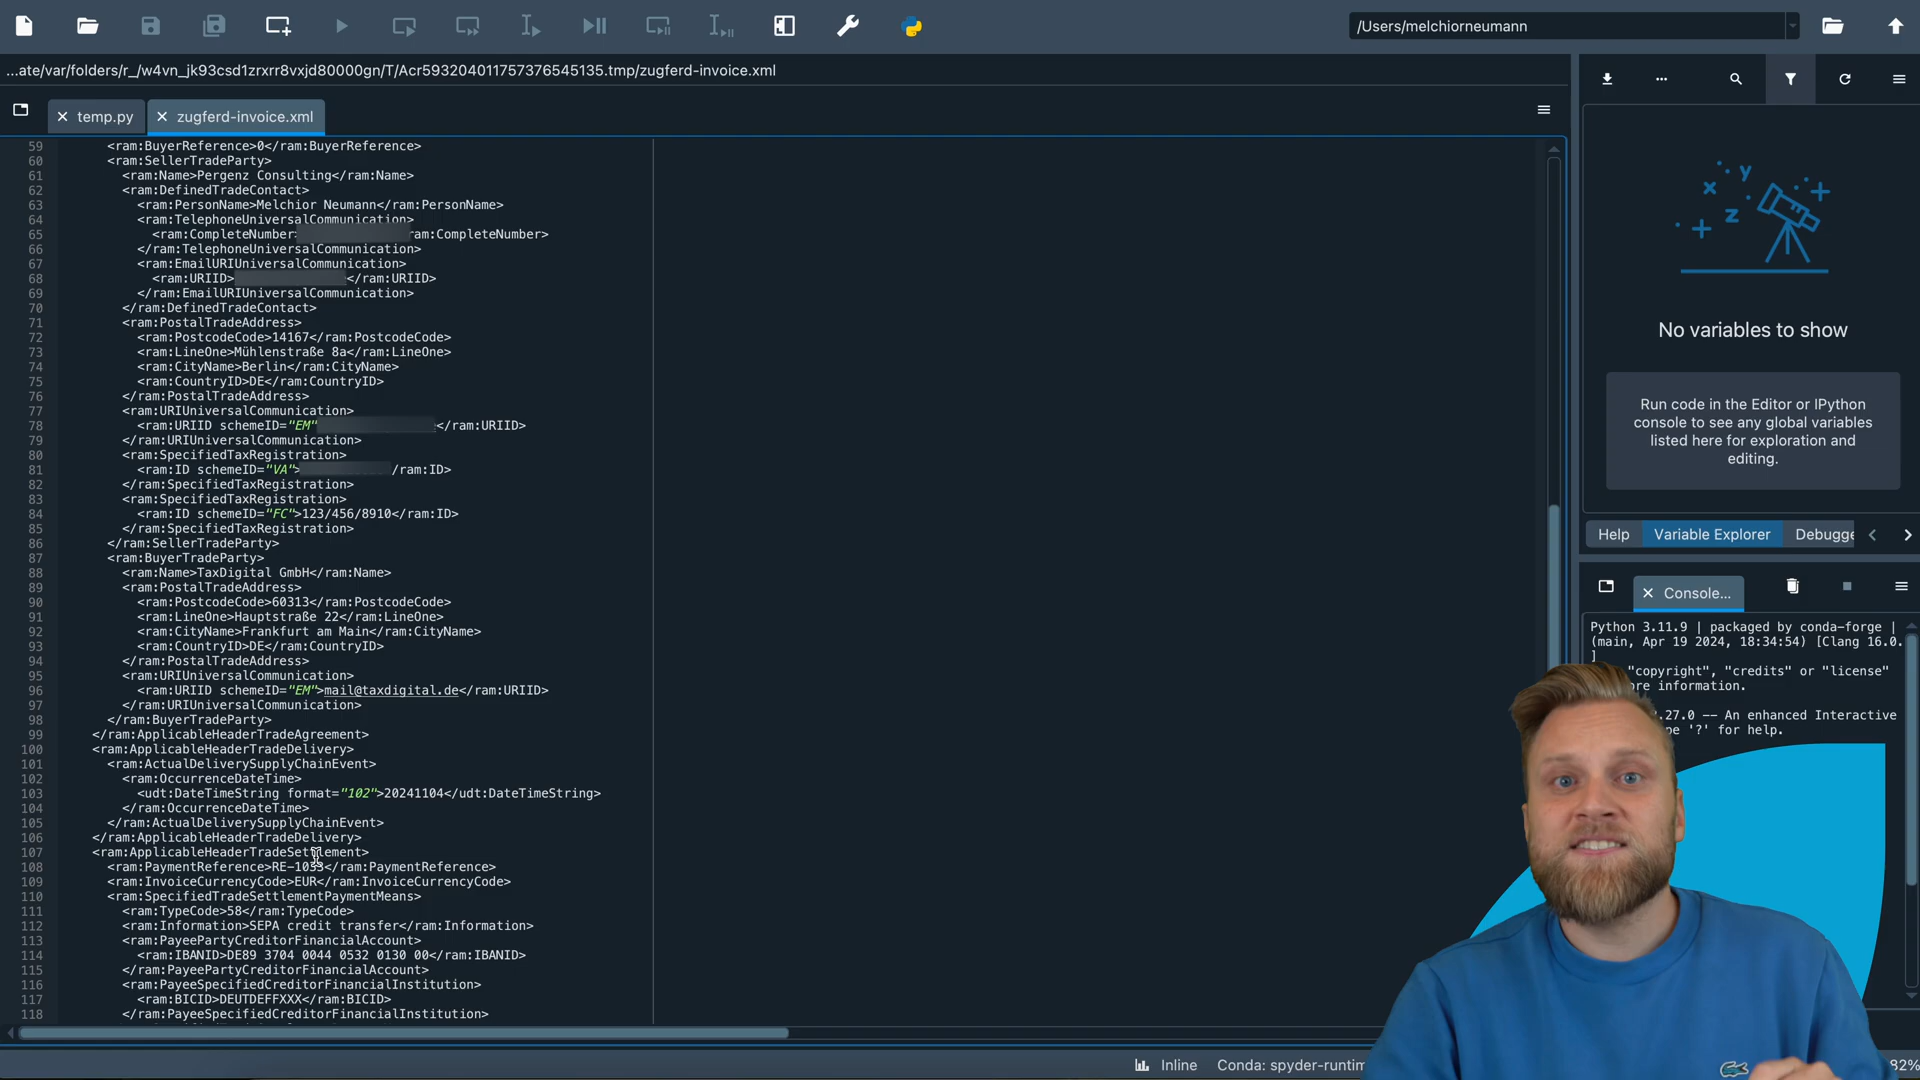 /Users/melchiorneumann
...ate/var/folders/r_/w4vn_jk93csd1zrxrr8vxjd80000gn/T/Acr593204011757376545135.tmp/zugferd-invoice.xml
temp.py
zugferd-invoice.xml
59 <ram:BuyerReference>0</ram:BuyerReference>
60 <ram:SellerTradeParty>
61 <ram:Name>Pergenz Consulting</ram:Name>
62 <ram:DefinedTradeContact>
63 <ram:PersonName>Melchior Neumann</ram:PersonName>
64 <ram:TelephoneUniversalCommunication>
65 <ram:CompleteNumber> ram:CompleteNumber>
66 </ram:TelephoneUniversalCommunication>
67 <ram:EmailURIUniversalCommunication>
68 <ram:URIID> </ram:URIID>
69 </ram:EmailURIUniversalCommunication>
70 </ram:DefinedTradeContact>
71 <ram:PostalTradeAddress>
72 <ram:PostcodeCode>14167</ram:PostcodeCode>
73 <ram:LineOne>Mühlenstraße 8a</ram:LineOne>
74 <ram:CityName>Berlin</ram:CityName>
75 <ram:CountryID>DE</ram:CountryID>
76 </ram:PostalTradeAddress>
77 <ram:URIUniversalCommunication>
78 <ram:URIID schemeID="EM" </ram:URIID>
79 </ram:URIUniversalCommunication>
80 <ram:SpecifiedTaxRegistration>
81 <ram:ID schemeID="VA"> /ram:ID>
82 </ram:SpecifiedTaxRegistration>
83 <ram:SpecifiedTaxRegistration>
84 <ram:ID schemeID="FC">123/456/8910</ram:ID>
85 </ram:SpecifiedTaxRegistration>
86 </ram:SellerTradeParty>
87 <ram:BuyerTradeParty>
88 <ram:Name>TaxDigital GmbH</ram:Name>
89 <ram:PostalTradeAddress>
90 <ram:PostcodeCode>60313</ram:PostcodeCode>
91 <ram:LineOne>Hauptstraße 22</ram:LineOne>
92 <ram:CityName>Frankfurt am Main</ram:CityName>
93 <ram:CountryID>DE</ram:CountryID>
94 </ram:PostalTradeAddress>
95 <ram:URIUniversalCommunication>
96 <ram:URIID schemeID="EM">mail@taxdigital.de</ram:URIID>
97 </ram:URIUniversalCommunication>
98 </ram:BuyerTradeParty>
99 </ram:ApplicableHeaderTradeAgreement>
100 <ram:ApplicableHeaderTradeDelivery>
101 <ram:ActualDeliverySupplyChainEvent>
102 <ram:OccurrenceDateTime>
103 <udt:DateTimeString format="102">20241104</udt:DateTimeString>
104 </ram:OccurrenceDateTime>
105 </ram:ActualDeliverySupplyChainEvent>
106 </ram:ApplicableHeaderTradeDelivery>
107 <ram:ApplicableHeaderTradeSettlement>
108 <ram:PaymentReference>RE-1033</ram:PaymentReference>
109 <ram:InvoiceCurrencyCode>EUR</ram:InvoiceCurrencyCode>
110 <ram:SpecifiedTradeSettlementPaymentMeans>
111 <ram:TypeCode>58</ram:TypeCode>
112 <ram:Information>SEPA credit transfer</ram:Information>
113 <ram:PayeePartyCreditorFinancialAccount>
114 <ram:IBANID>DE89 3704 0044 0532 0130 00</ram:IBANID>
115 </ram:PayeePartyCreditorFinancialAccount>
116 <ram:PayeeSpecifiedCreditorFinancialInstitution>
117 <ram:BICID>DEUTDEFFXXX</ram:BICID>
118 </ram:PayeeSpecifiedCreditorFinancialInstitution>
x y z
No variables to show
Run code in the Editor or IPython
console to see any global variables
listed here for exploration and
editing.
Help
Variable Explorer
Debugge
Console...
Python 3.11.9 | packaged by conda-forge |
(main, Apr 19 2024, 18:34:54) [Clang 16.0.
]
"copyright", "credits" or "license"
ore information.
.27.0 -- An enhanced Interactive
pe '?' for help.
Inline
Conda: spyder-runtim
82%